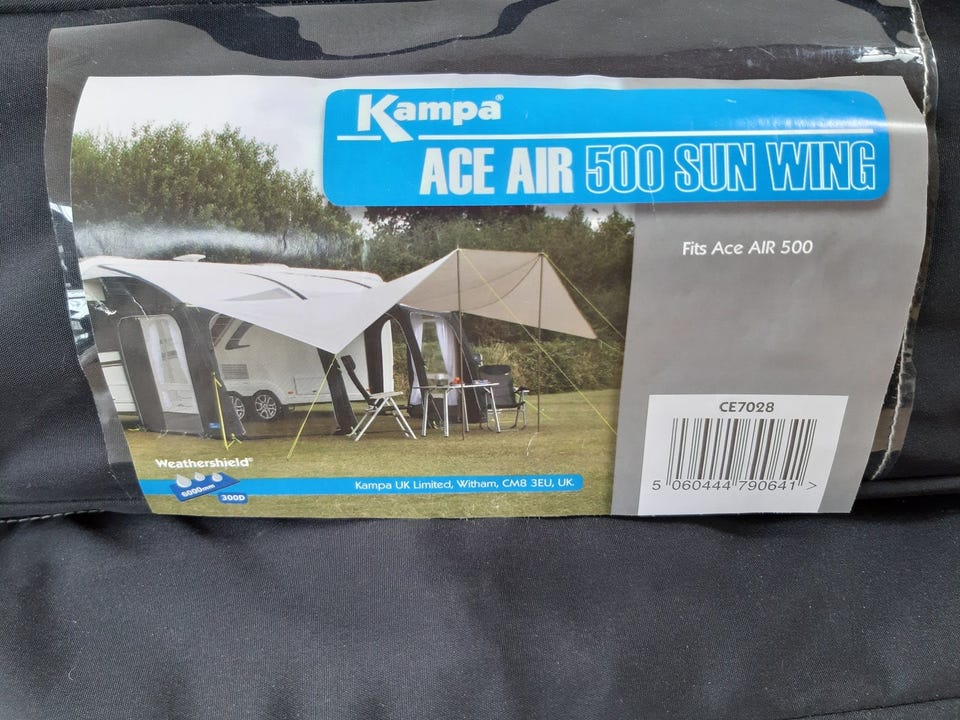 Kampa®
ACE AIR 500 SUN WING
Fits Ace AIR 500
CE7028
5 060444 790641 >
Weathershield®
6000mm
300D
Kampa UK Limited, Witham, CM8 3EU, UK.